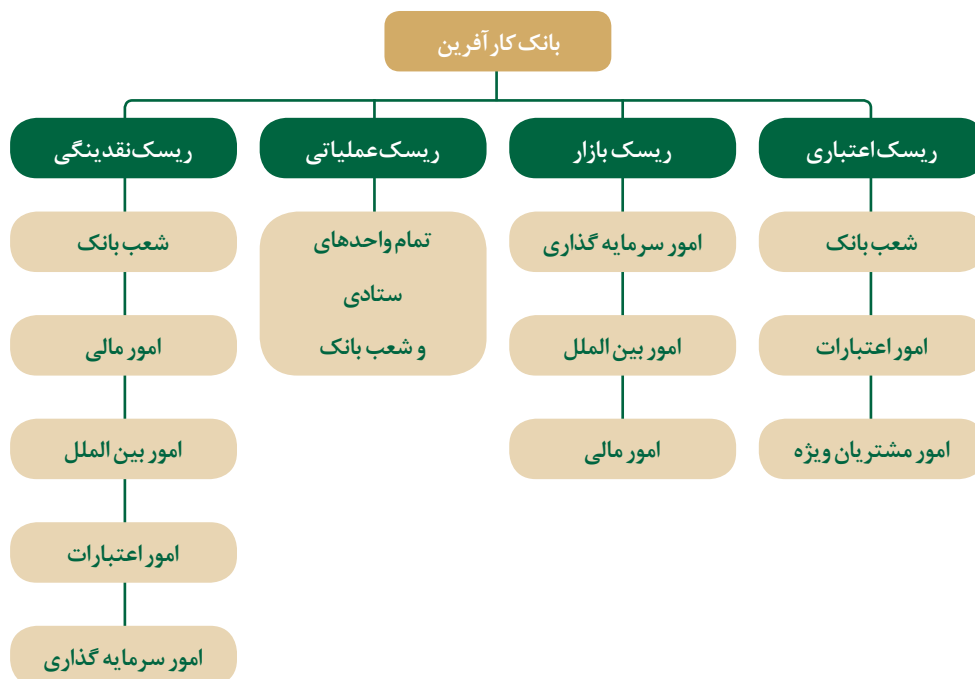 بانک کار آفرین
ریسک اعتباری
شعب بانک
امور اعتبارات
امور مشتریان ویژه
ریسک بازار
امور سرمایه گذاری
امور بین الملل
امور مالی
ریسک عملیاتی
تمام واحدهای
ستادی
و شعب بانک
ریسک نقدینگی
شعب بانک
امور مالی
امور بین الملل
امور اعتبارات
امور سرمایه گذاری